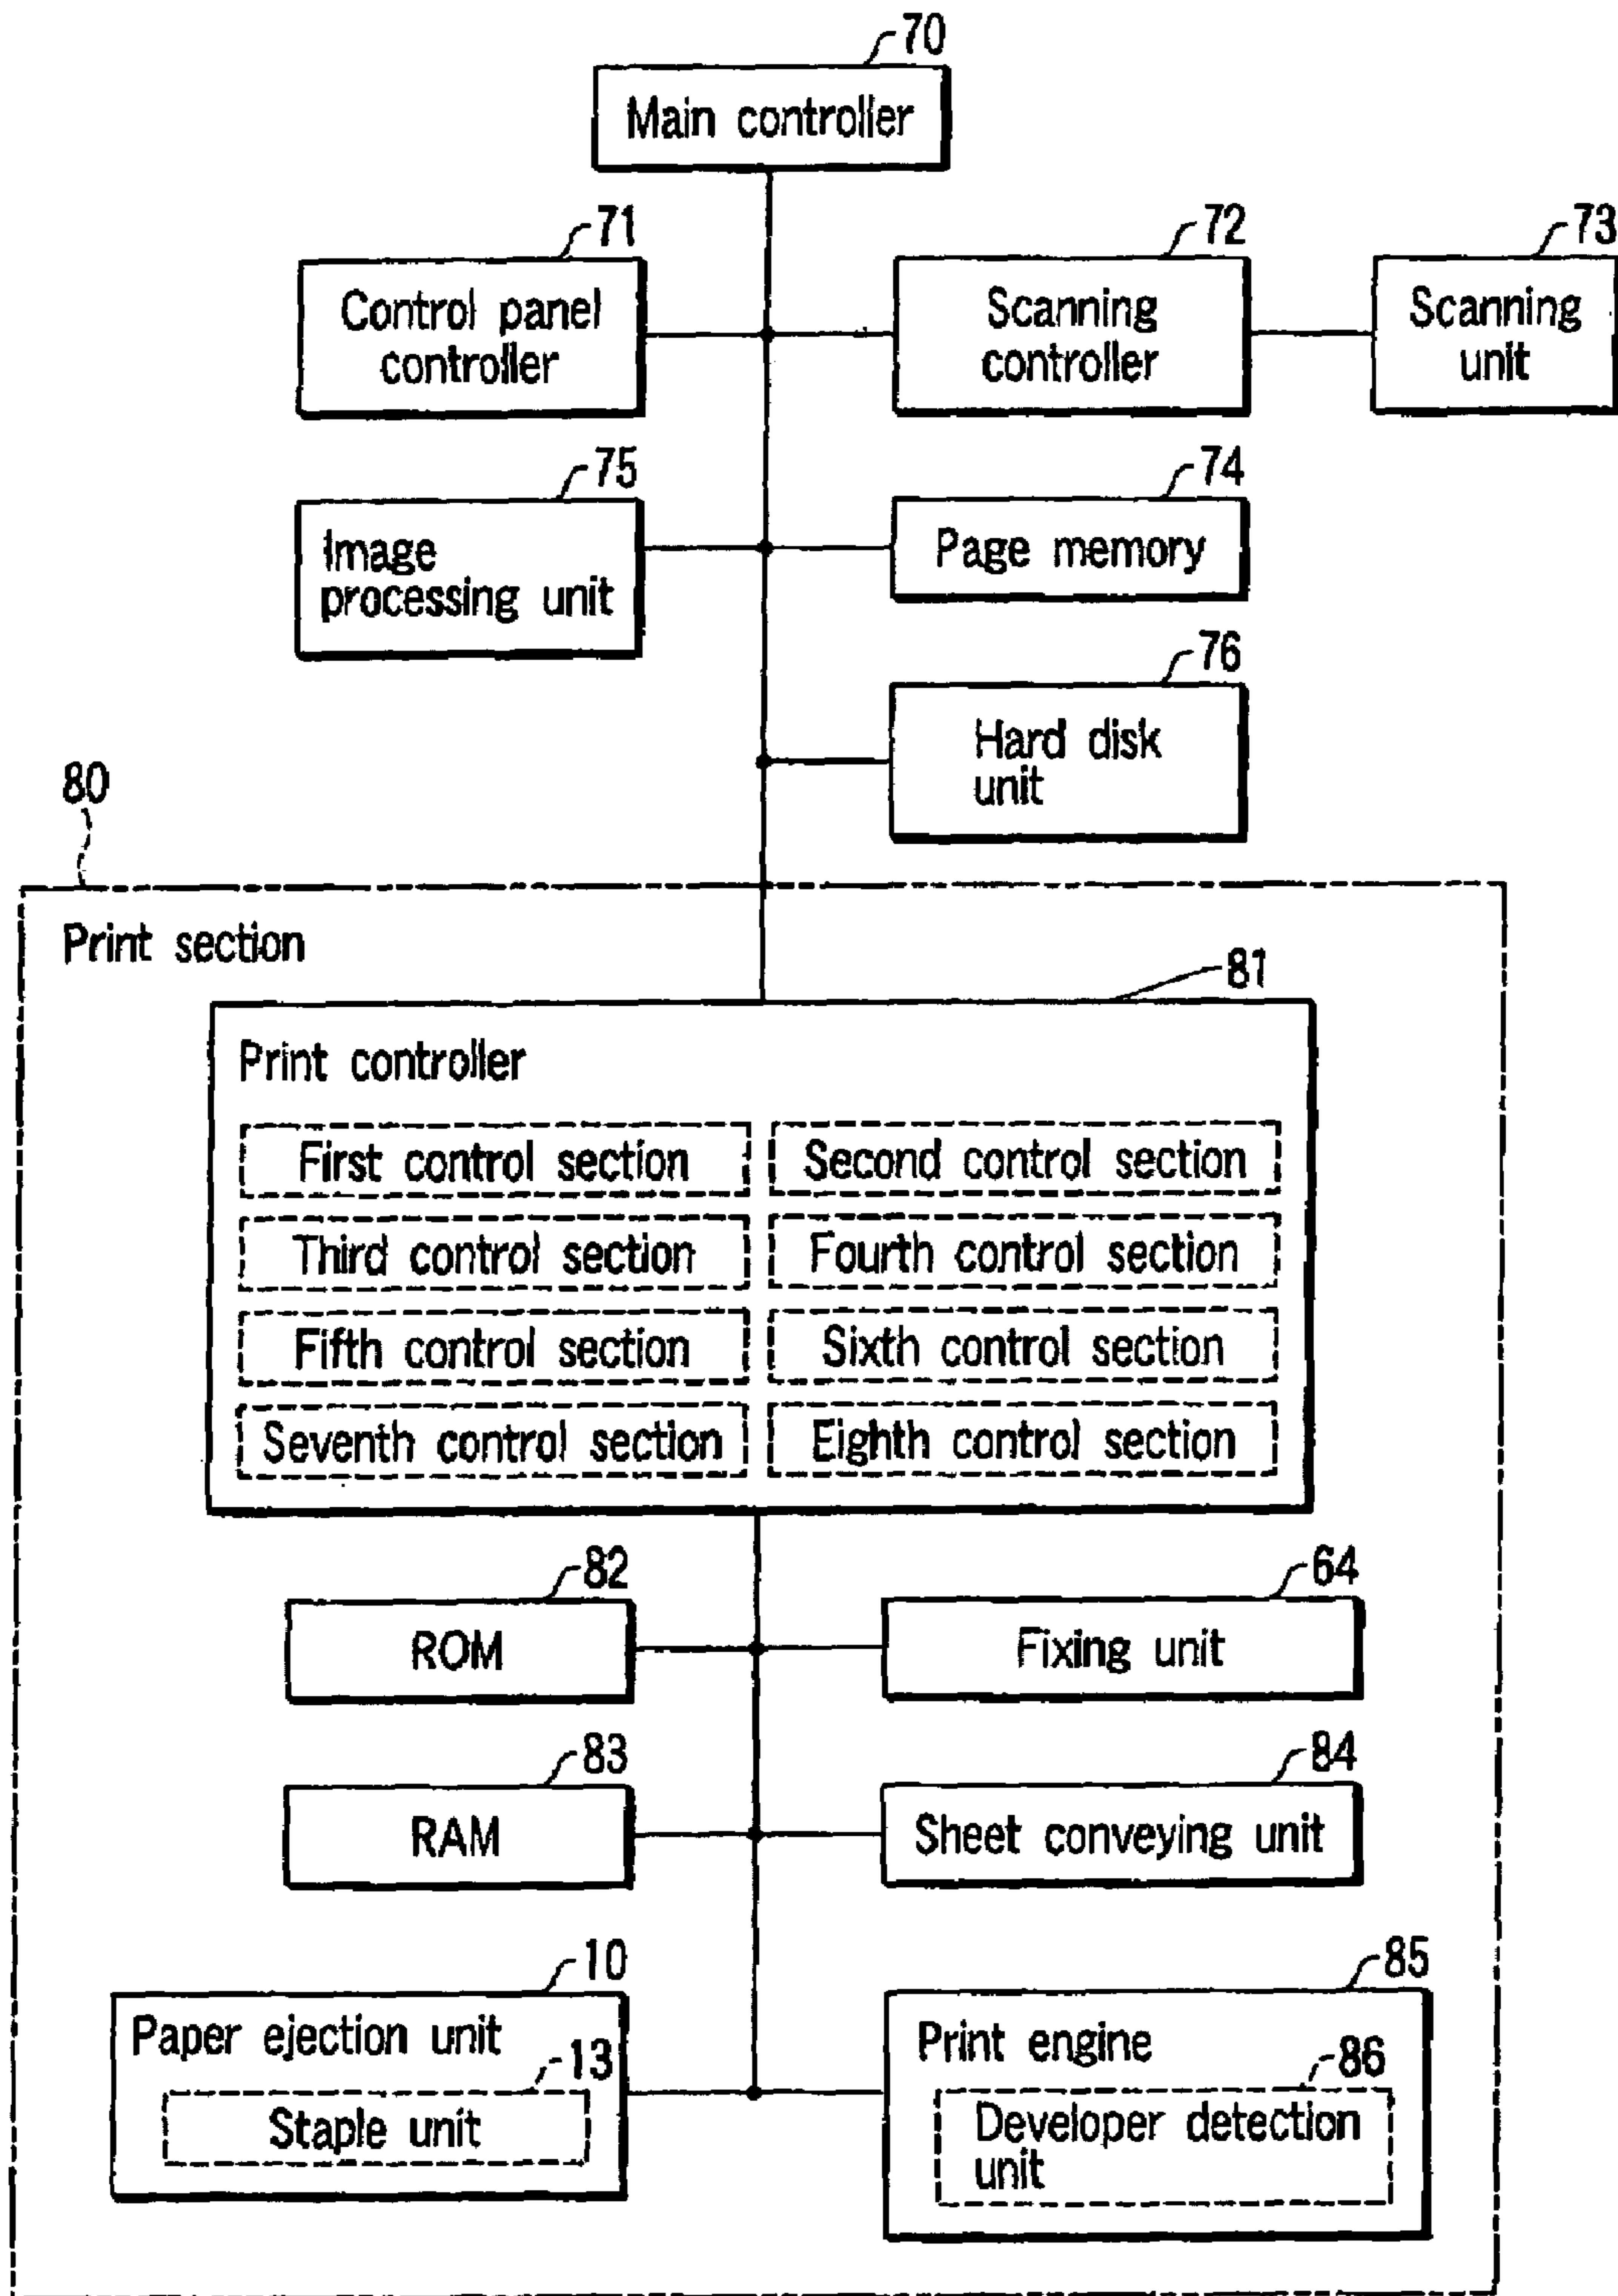 70
Main controller
71
Control panel
controller
72
Scanning
controller
73
Scanning
unit
75
Image
processing unit
74
Page memory
76
Hard disk
unit
80
Print section
81
Print controller
First control section
Second control section
Third control section
Fourth control section
Fifth control section
Sixth control section
Seventh control section
Eighth control section
82
ROM
64
Fixing unit
83
RAM
84
Sheet conveying unit
10
Paper ejection unit
13
Staple unit
85
Print engine
86
Developer detection
unit